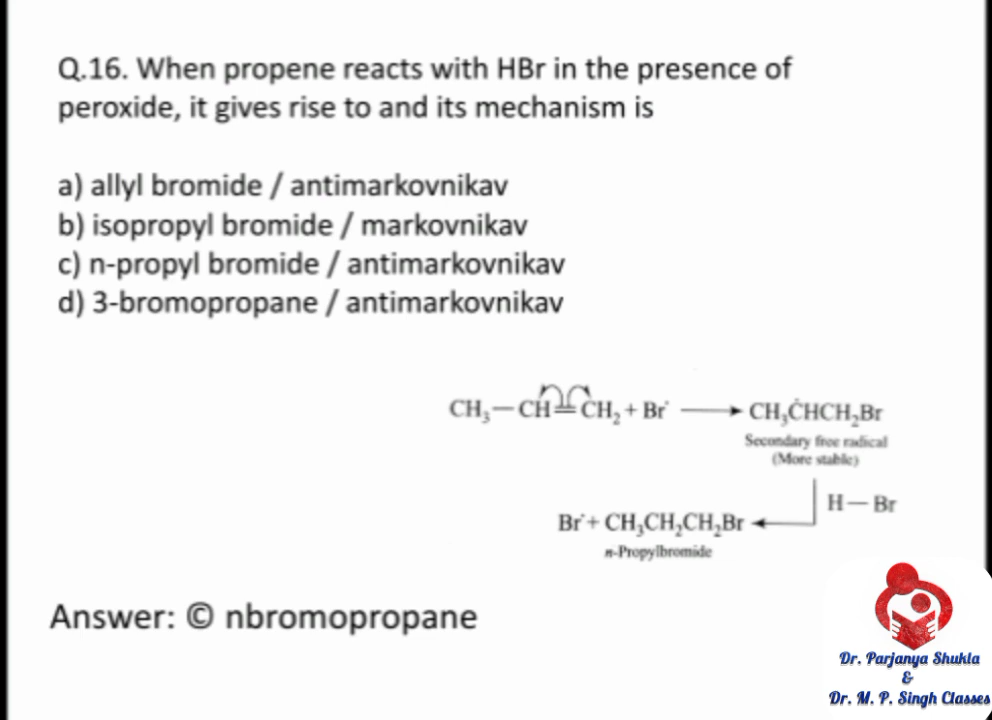 Q.16. When propene reacts with HBr in the presence of
peroxide, it gives rise to and its mechanism is
a) allyl bromide / antimarkovnikav
b) isopropyl bromide / markovnikav
c) n-propyl bromide / antimarkovnikav
d) 3-bromopropane / antimarkovnikav
CH₃—CH=CH₂ + Br˙ ⟶ CH₃ĊHCH₂Br
Secondary free radical
(More stable)
H—Br
Br˙ + CH₃CH₂CH₂Br
n-Propylbromide
Answer: © nbromopropane
Dr. Parjanya Shukla
&
Dr. M. P. Singh Classes